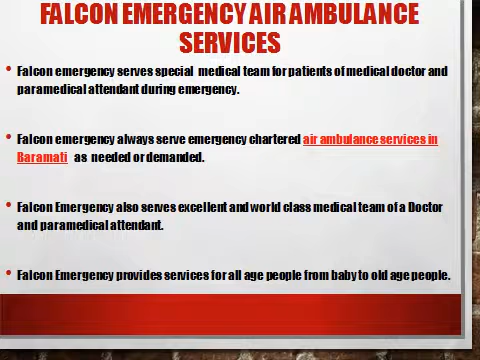 FALCON EMERGENCY AIR AMBULANCE
SERVICES
• Falcon emergency serves special medical team for patients of medical doctor and
paramedical attendant during emergency.
• Falcon emergency always serve emergency chartered air ambulance services in
Baramati as needed or demanded.
• Falcon Emergency also serves excellent and world class medical team of a Doctor
and paramedical attendant.
• Falcon Emergency provides services for all age people from baby to old age people.